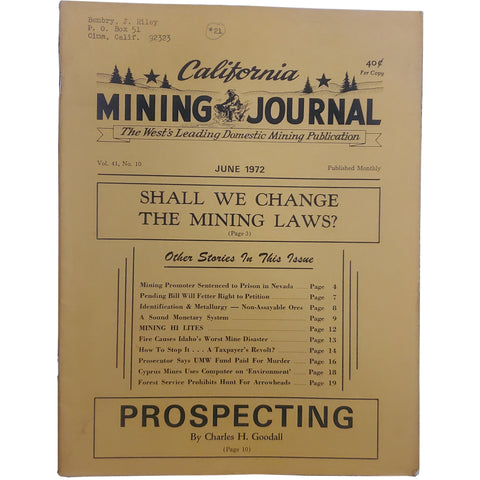 Bembry, J. Riley
P. O. Box 51
Cima, Calif. 92323
#21
40¢
Per Copy
California
MINING JOURNAL
The West's Leading Domestic Mining Publication
Vol. 41, No. 10
JUNE 1972
Published Monthly
SHALL WE CHANGE
THE MINING LAWS?
(Page 3)
Other Stories In This Issue
Mining Promoter Sentenced to Prison in Nevada Page 4
Pending Bill Will Fetter Right to Petition Page 7
Identification & Metallurgy — Non-Assayable Ores Page 8
A Sound Monetary System Page 9
MINING HI LITES Page 12
Fire Causes Idaho's Worst Mine Disaster Page 13
How To Stop It . . . A Taxpayer's Revolt? Page 14
Prosecutor Says UMW Fund Paid For Murder Page 16
Cyprus Mines Uses Computer on 'Environment' Page 18
Forest Service Prohibits Hunt For Arrowheads Page 19
PROSPECTING
By Charles H. Goodall
(Page 10)